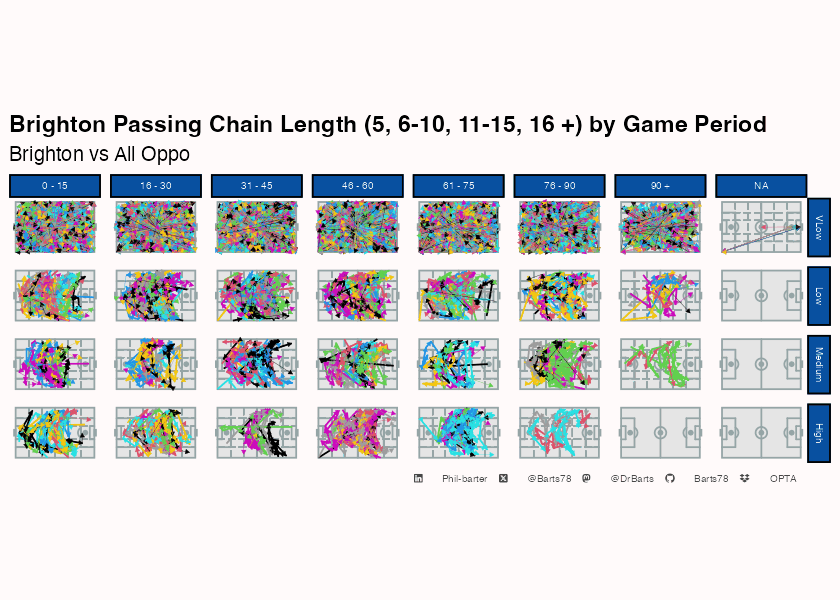 Brighton Passing Chain Length (5, 6-10, 11-15, 16 +) by Game Period
Brighton vs All Oppo
0 - 15 16 - 30 31 - 45 46 - 60 61 - 75 76 - 90 90 + NA
VLow
Low
Medium
High
Phil-barter @Barts78 @DrBarts Barts78 OPTA